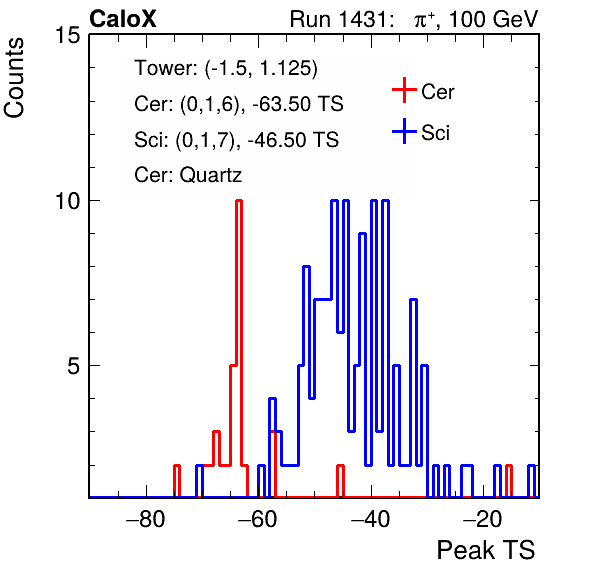 CaloX Run 1431: π⁺, 100 GeV
Counts
15
Tower: (-1.5, 1.125)
Cer: (0,1,6), -63.50 TS
Sci: (0,1,7), -46.50 TS
Cer: Quartz
Cer
Sci
10
5
−80 −60 −40 −20
Peak TS